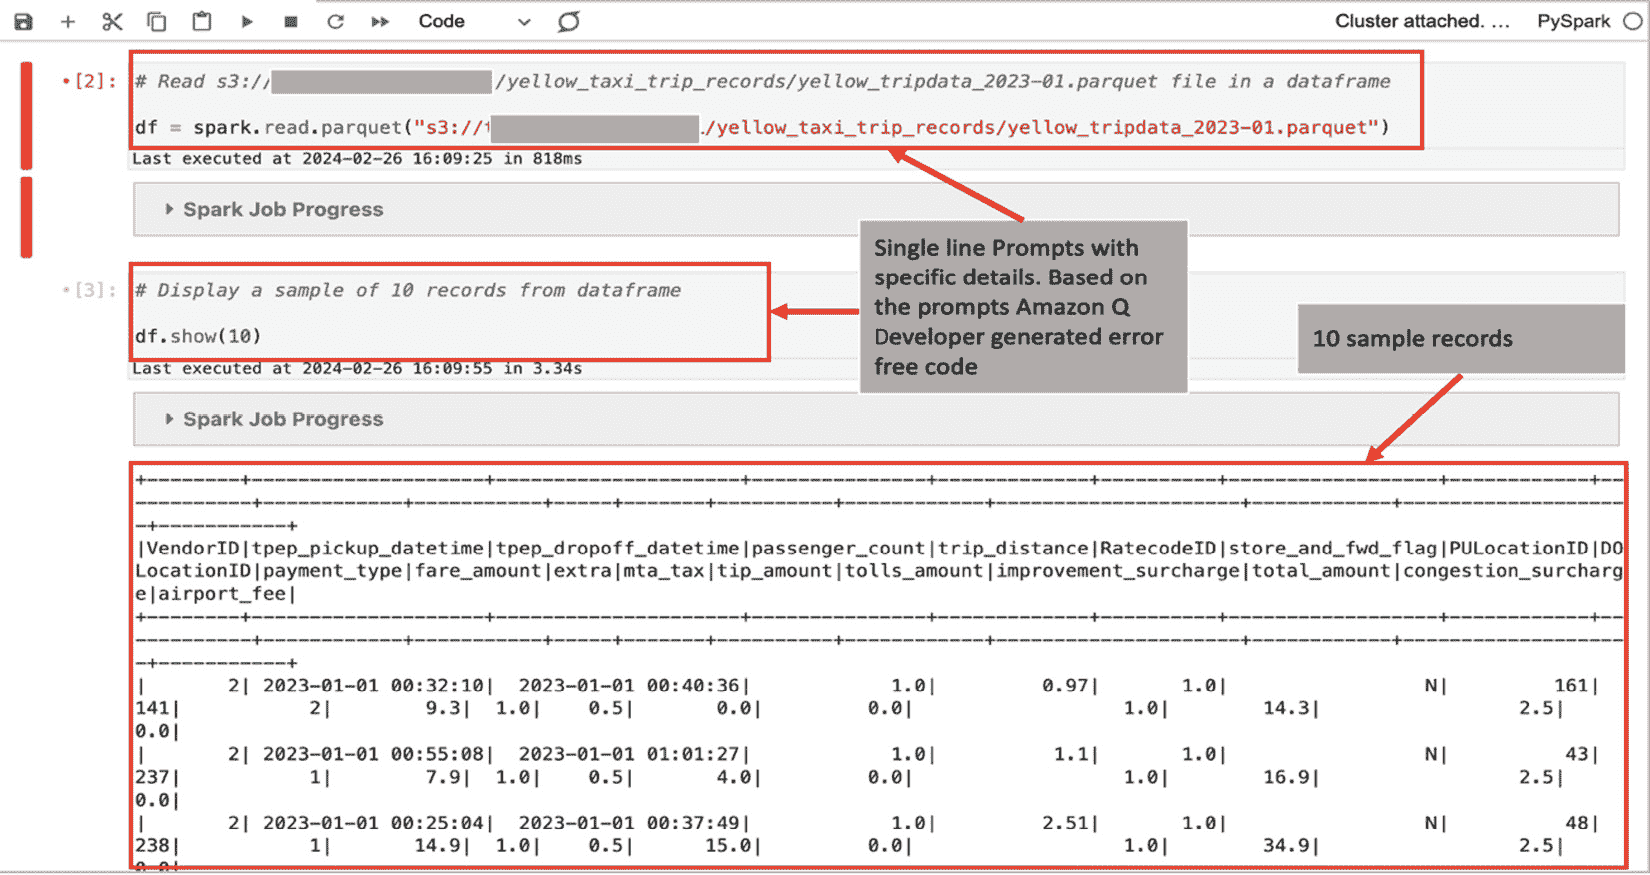 Code
Cluster attached. ...
PySpark
[2]:
# Read s3:// /yellow_taxi_trip_records/yellow_tripdata_2023-01.parquet file in a dataframe
df = spark.read.parquet("s3:// /yellow_taxi_trip_records/yellow_tripdata_2023-01.parquet")
Last executed at 2024-02-26 16:09:25 in 818ms
Spark Job Progress
Single line Prompts with
specific details. Based on
the prompts Amazon Q
Developer generated error
free code
[3]:
# Display a sample of 10 records from dataframe
df.show(10)
Last executed at 2024-02-26 16:09:55 in 3.34s
10 sample records
Spark Job Progress
|VendorID|tpep_pickup_datetime|tpep_dropoff_datetime|passenger_count|trip_distance|RatecodeID|store_and_fwd_flag|PULocationID|DO
LocationID|payment_type|fare_amount|extra|mta_tax|tip_amount|tolls_amount|improvement_surcharge|total_amount|congestion_surcharg
e|airport_fee|
| 2| 2023-01-01 00:32:10| 2023-01-01 00:40:36| 1.0| 0.97| 1.0| N| 161|
141| 2| 9.3| 1.0| 0.5| 0.0| 0.0| 1.0| 14.3| 2.5|
0.0|
| 2| 2023-01-01 00:55:08| 2023-01-01 01:01:27| 1.0| 1.1| 1.0| N| 43|
237| 1| 7.9| 1.0| 0.5| 4.0| 0.0| 1.0| 16.9| 2.5|
0.0|
| 2| 2023-01-01 00:25:04| 2023-01-01 00:37:49| 1.0| 2.51| 1.0| N| 48|
238| 1| 14.9| 1.0| 0.5| 15.0| 0.0| 1.0| 34.9| 2.5|